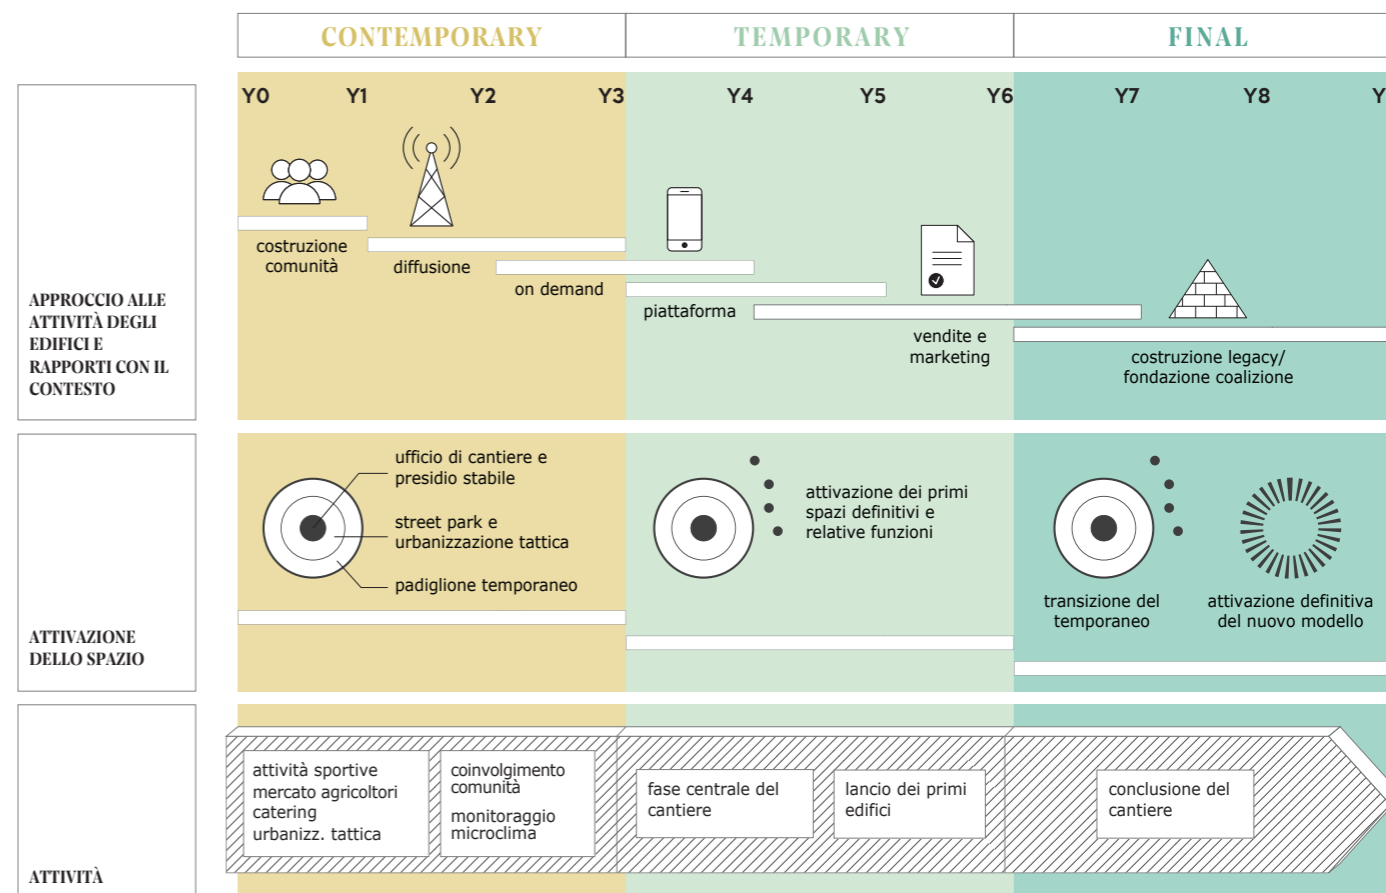 CONTEMPORARY
TEMPORARY
FINAL
Y0
Y1
Y2
Y3
Y4
Y5
Y6
Y7
Y8
Y
APPROCCIO ALLE
ATTIVITÀ DEGLI
EDIFICI E
RAPPORTI CON IL
CONTESTO
costruzione
comunità
diffusione
on demand
piattaforma
vendite e
marketing
costruzione legacy/
fondazione coalizione
ATTIVAZIONE
DELLO SPAZIO
ufficio di cantiere e
presidio stabile
street park e
urbanizzazione tattica
padiglione temporaneo
attivazione dei primi
spazi definitivi e
relative funzioni
transizione del
temporaneo
attivazione definitiva
del nuovo modello
ATTIVITÀ
attività sportive
mercato agricoltori
catering
urbanizz. tattica
coinvolgimento
comunità
monitoraggio
microclima
fase centrale del
cantiere
lancio dei primi
edifici
conclusione del
cantiere